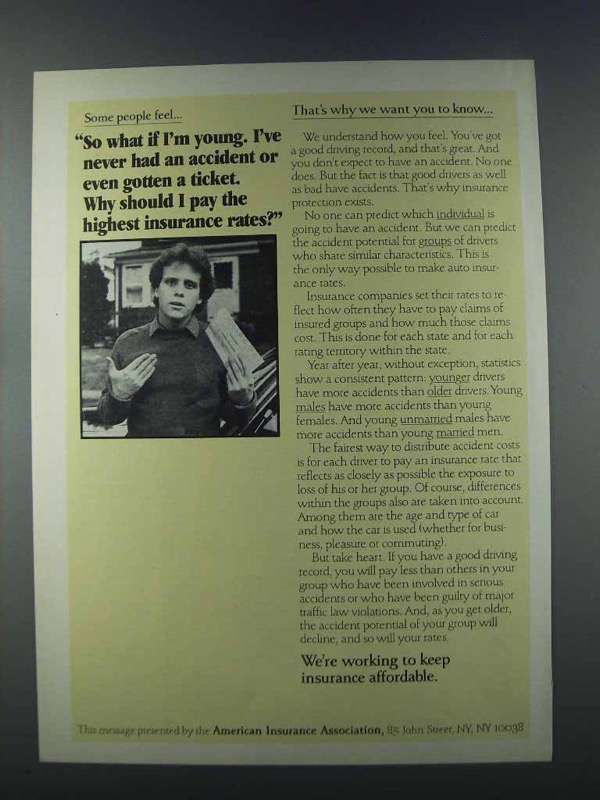 Some people feel...
"So what if I'm young. I've
never had an accident or
even gotten a ticket.
Why should I pay the
highest insurance rates?"
That's why we want you to know...
We understand how you feel. You've got
a good driving record, and that's great. And
you don't expect to have an accident. No one
does. But the fact is that good drivers as well
as bad have accidents. That's why insurance
protection exists.
No one can predict which individual is
going to have an accident. But we can predict
the accident potential for groups of drivers
who share similar characteristics. This is
the only way possible to make auto insur-
ance rates.
Insurance companies set their rates to re-
flect how often they have to pay claims of
insured groups and how much those claims
cost. This is done for each state and for each
rating territory within the state.
Year after year, without exception, statistics
show a consistent pattern: younger drivers
have more accidents than older drivers. Young
males have more accidents than young
females. And young unmarried males have
more accidents than young married men.
The fairest way to distribute accident costs
is for each driver to pay an insurance rate that
reflects as closely as possible the exposure to
loss of his or her group. Of course, differences
within the groups also are taken into account.
Among them are the age and type of car
and how the car is used (whether for busi-
ness, pleasure or commuting).
But take heart. If you have a good driving
record, you will pay less than others in your
group who have been involved in serious
accidents or who have been guilty of major
traffic law violations. And, as you get older,
the accident potential of your group will
decline, and so will your rates.
We're working to keep
insurance affordable.
This message presented by the American Insurance Association, 85 John Street, NY, NY 10038